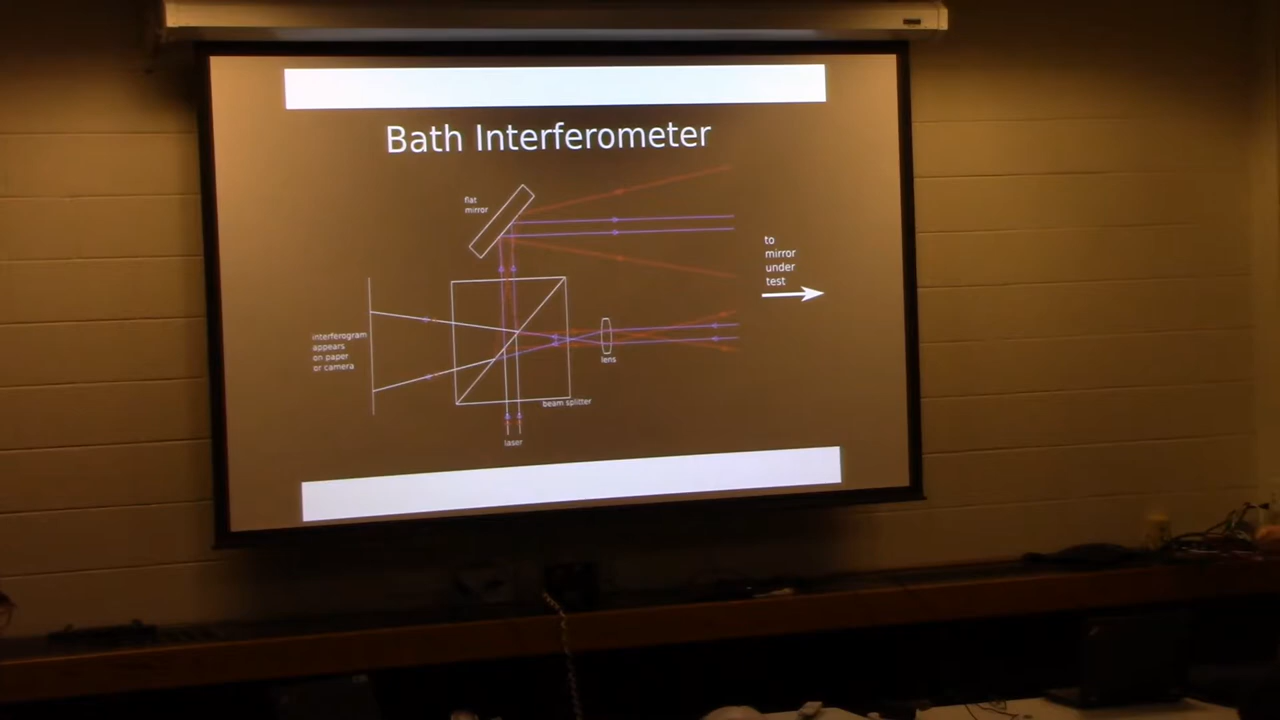 Bath Interferometer
flat
mirror
to
mirror
under
test
interferogram
appears
on paper
or camera
lens
beam splitter
laser